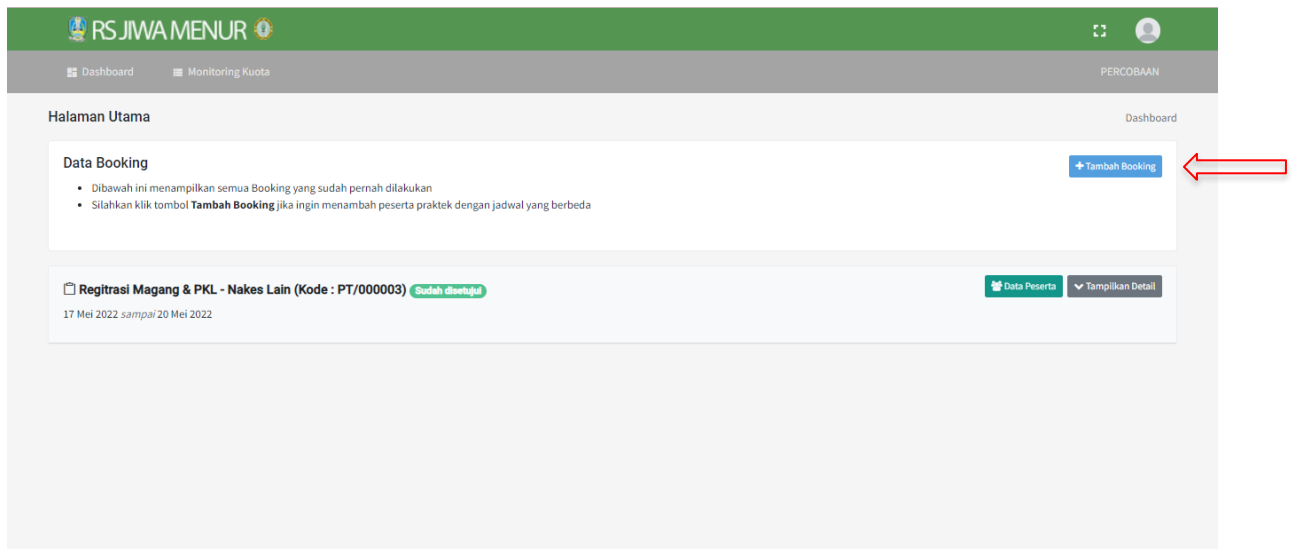 RS JIWA MENUR
Dashboard Monitoring Kuota PERCOBAAN
Halaman Utama Dashboard
Data Booking
+ Tambah Booking
• Dibawah ini menampilkan semua Booking yang sudah pernah dilakukan
• Silahkan klik tombol Tambah Booking jika ingin menambah peserta praktek dengan jadwal yang berbeda
Regitrasi Magang & PKL - Nakes Lain (Kode : PT/000003) Sudah disetujui
Data Peserta Tampilkan Detail
17 Mei 2022 sampai 20 Mei 2022